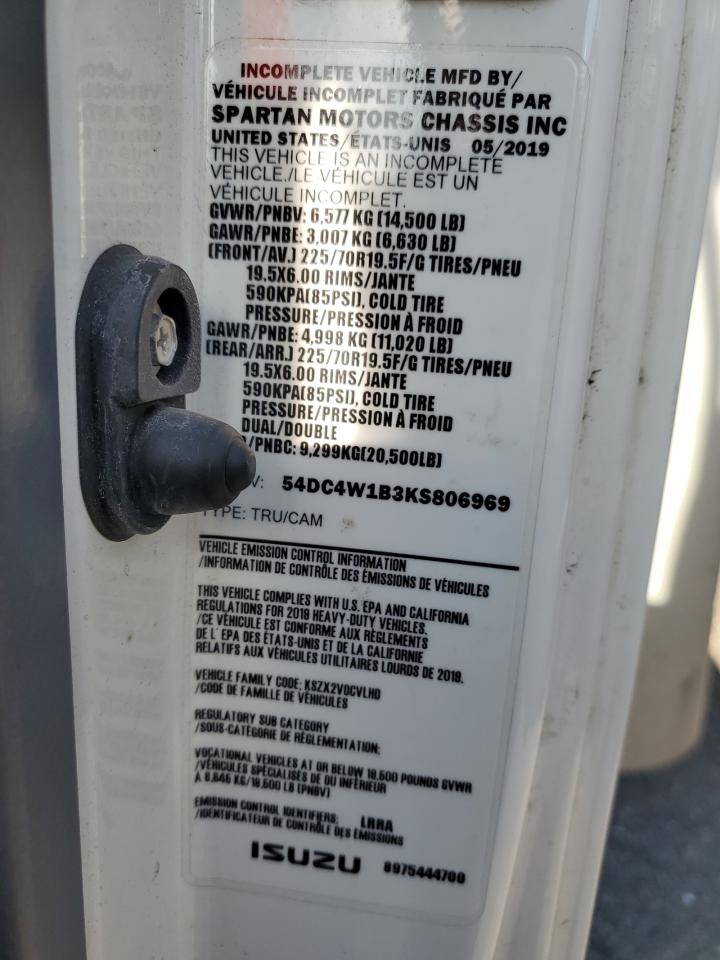 INCOMPLETE VEHICLE MFD BY/
VÉHICULE INCOMPLET FABRIQUÉ PAR
SPARTAN MOTORS CHASSIS INC
UNITED STATES/ÉTATS-UNIS 05/2019
THIS VEHICLE IS AN INCOMPLETE
VEHICLE./LE VÉHICULE EST UN
VÉHICULE INCOMPLET.
GVWR/PNBV: 6,577 KG (14,500 LB)
GAWR/PNBE: 3,007 KG (6,630 LB)
(FRONT/AV.) 225/70R19.5F/G TIRES/PNEU
19.5X6.00 RIMS/JANTE
590KPA(85PSI), COLD TIRE
PRESSURE/PRESSION À FROID
GAWR/PNBE: 4,998 KG (11,020 LB)
(REAR/ARR.) 225/70R19.5F/G TIRES/PNEU
19.5X6.00 RIMS/JANTE
590KPA(85PSI), COLD TIRE
PRESSURE/PRESSION À FROID
DUAL/DOUBLE
/PNBC: 9,299KG(20,500LB)
V: 54DC4W1B3KS806969
TYPE: TRU/CAM
VEHICLE EMISSION CONTROL INFORMATION
/INFORMATION DE CONTRÔLE DES ÉMISSIONS DE VÉHICULES
THIS VEHICLE COMPLIES WITH U.S. EPA AND CALIFORNIA
REGULATIONS FOR 2019 HEAVY-DUTY VEHICLES.
/CE VÉHICULE EST CONFORME AUX RÈGLEMENTS
DE L'EPA DES ÉTATS-UNIS ET DE LA CALIFORNIE
RELATIFS AUX VÉHICULES UTILITAIRES LOURDS DE 2019.
VEHICLE FAMILY CODE: KSZX2VOCVLHD
/CODE DE FAMILLE DE VÉHICULES
REGULATORY SUB CATEGORY
/SOUS-CATÉGORIE DE RÉGLEMENTATION:
VOCATIONAL VEHICLES AT OR BELOW 19,500 POUNDS GVWR
/VÉHICULES SPÉCIALISÉS DE OU INFÉRIEUR
À 8,845 KG/19,500 LB (PNBV)
EMISSION CONTROL IDENTIFIERS: LRRA
/IDENTIFICATEUR DE CONTRÔLE DES ÉMISSIONS
ISUZU 8975444700